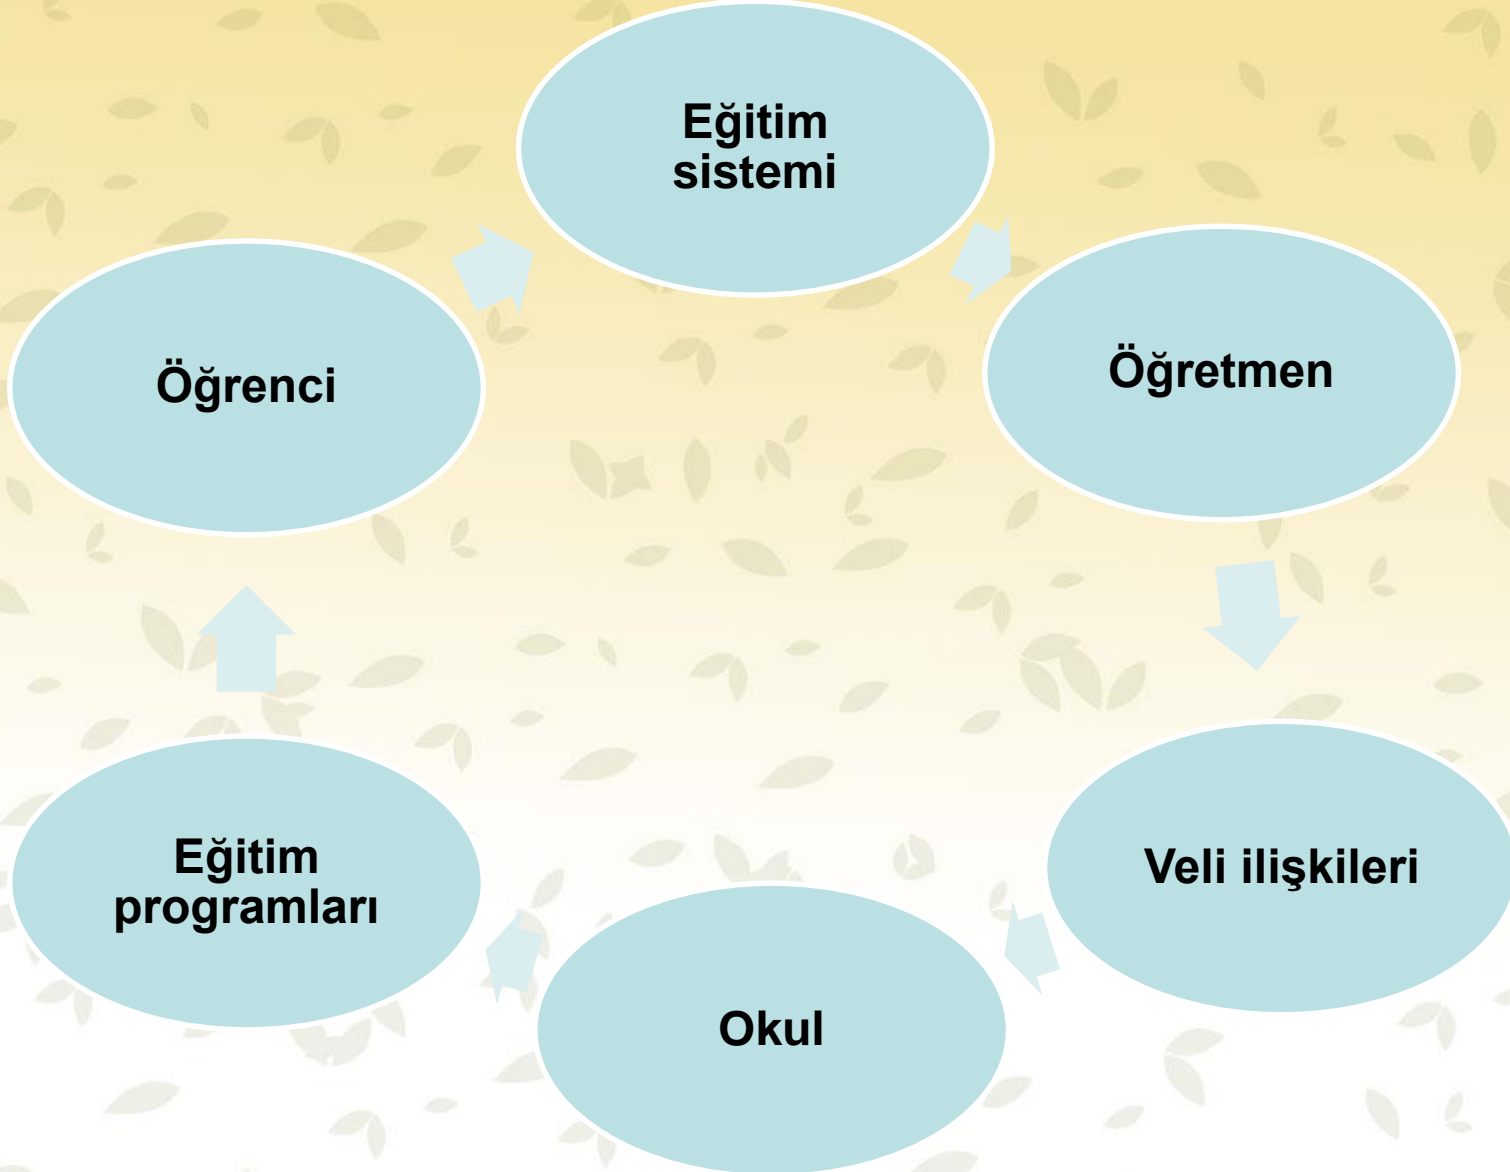 Eğitim
sistemi
Öğretmen
Veli ilişkileri
Okul
Eğitim
programları
Öğrenci